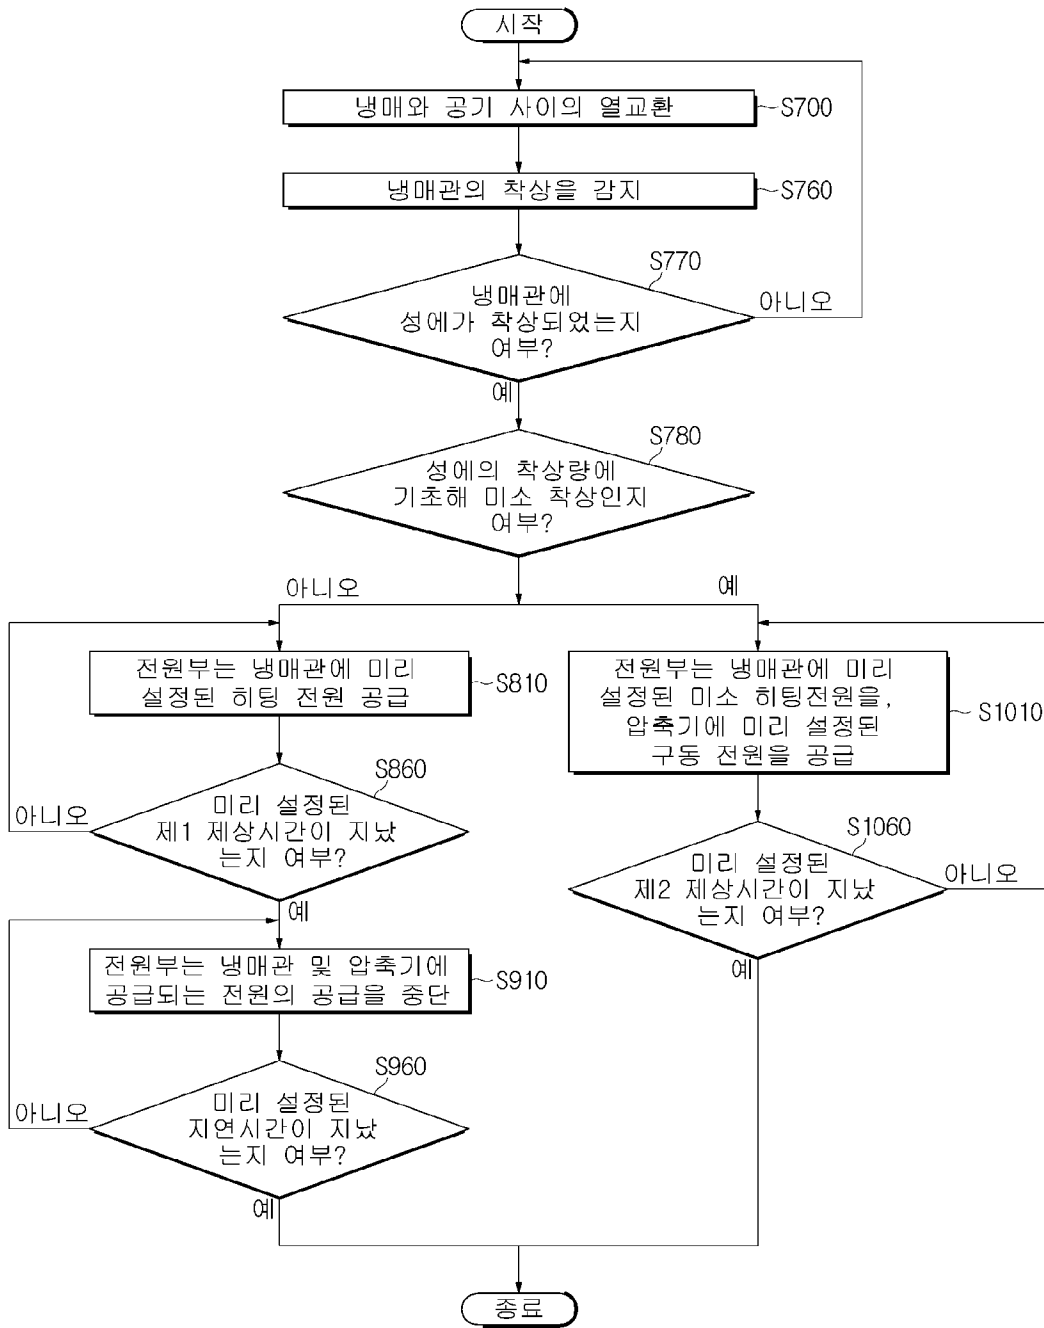 시작
냉매와 공기 사이의 열교환
S700
냉매관의 착상을 감지
S760
S770
냉매관에
성에가 착상되었는지
여부?
아니오
예
S780
성에의 착상량에
기초해 미소 착상인지
여부?
아니오
예
전원부는 냉매관에 미리
설정된 히팅 전원 공급
S810
전원부는 냉매관에 미리
설정된 미소 히팅전원을,
압축기에 미리 설정된
구동 전원을 공급
S1010
S860
미리 설정된
제1 제상시간이 지났
는지 여부?
아니오
예
S1060
미리 설정된
제2 제상시간이 지났
는지 여부?
아니오
예
전원부는 냉매관 및 압축기에
공급되는 전원의 공급을 중단
S910
S960
미리 설정된
지연시간이 지났
는지 여부?
아니오
예
종료